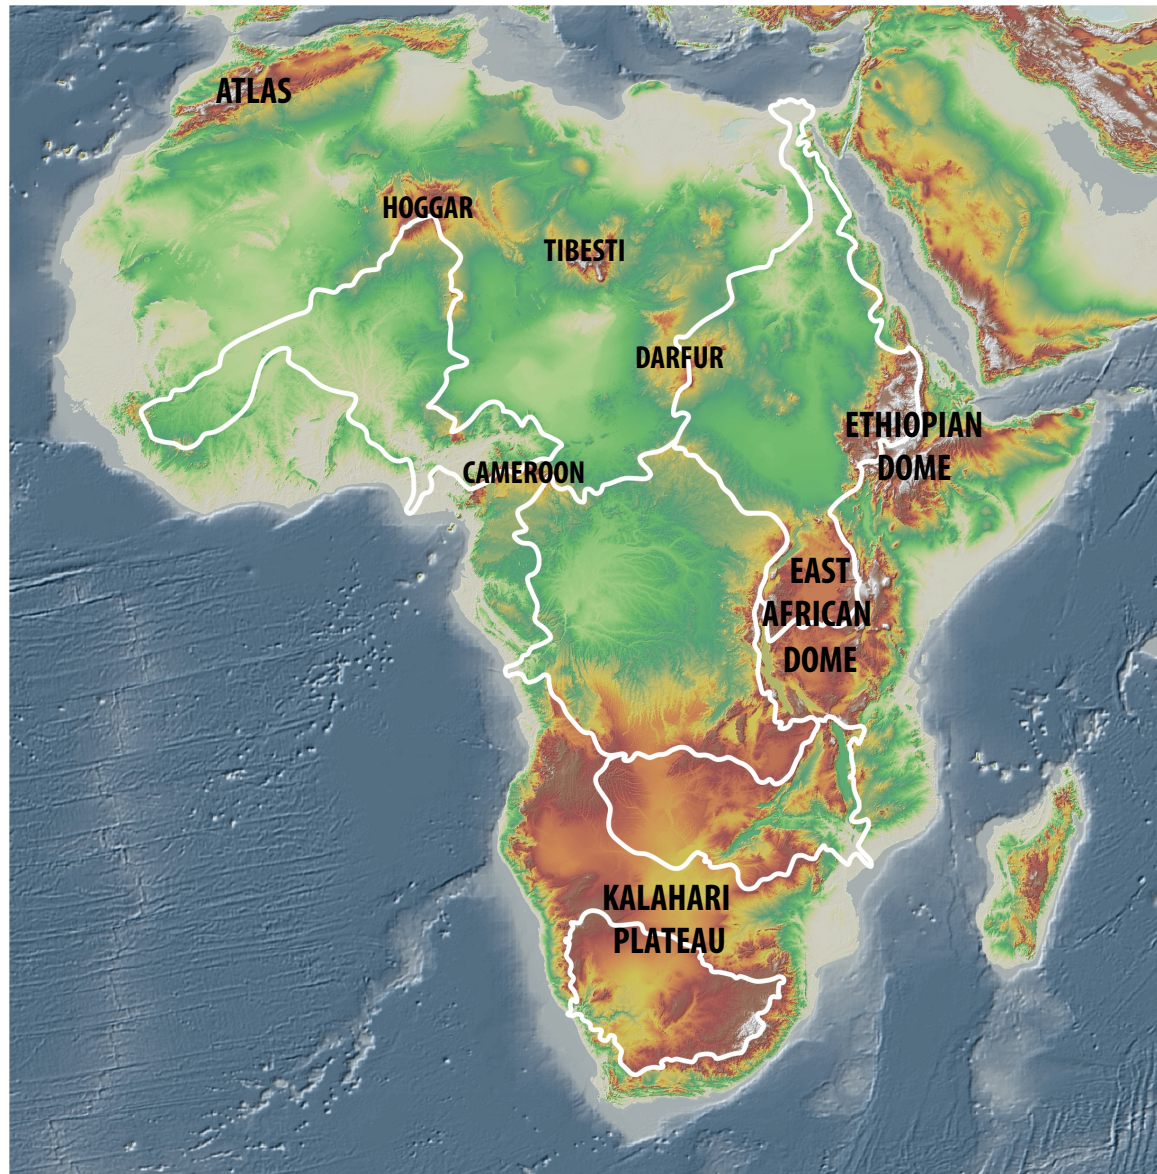 ATLAS
HOGGAR
TIBESTI
DARFUR
ETHIOPIAN
DOME
CAMEROON
EAST
AFRICAN
DOME
KALAHARI
PLATEAU